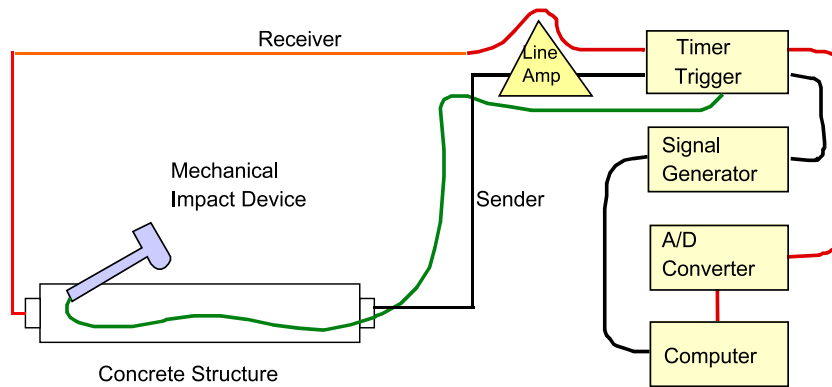 Receiver
Line
Amp
Timer
Trigger
Signal
Generator
Mechanical
Impact Device
Sender
A/D
Converter
Computer
Concrete Structure